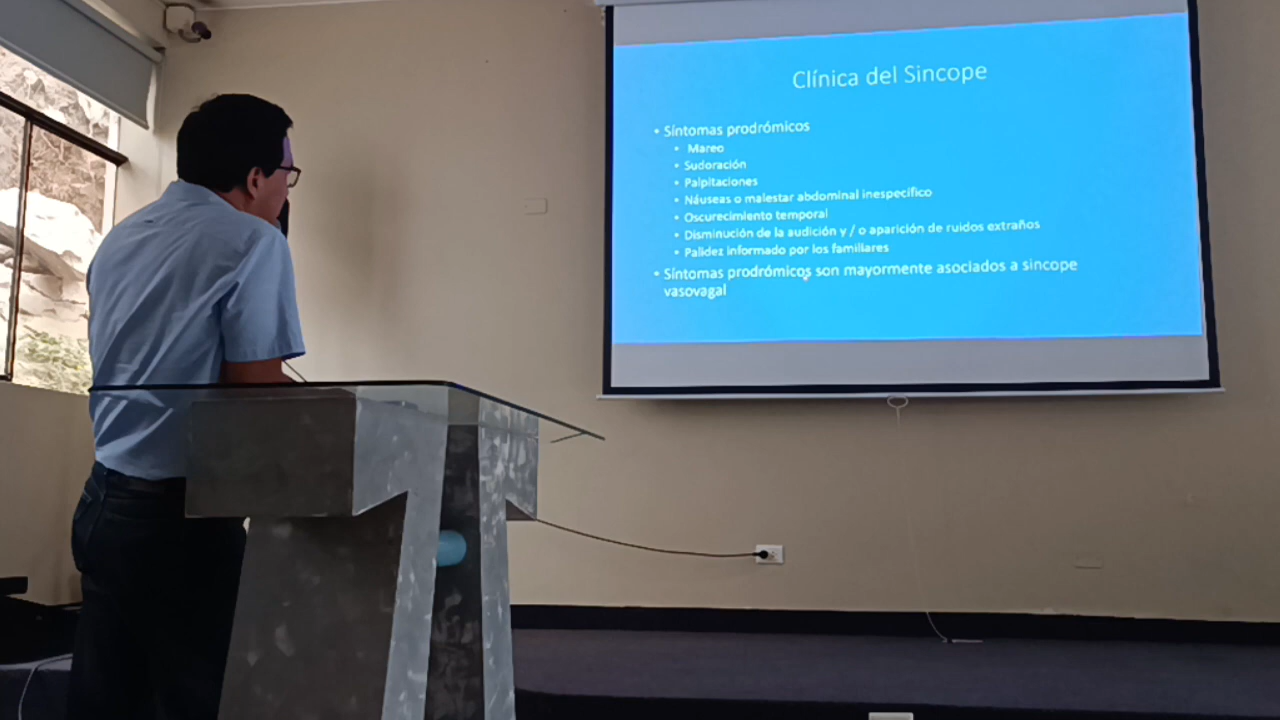 Clínica del Sincope
• Síntomas prodrómicos
• Mareo
• Sudoración
• Palpitaciones
• Náuseas o malestar abdominal inespecífico
• Oscurecimiento temporal
• Disminución de la audición y / o aparición de ruidos extraños
• Palidez informado por los familiares
• Síntomas prodrómicos son mayormente asociados a sincope
vasovagal